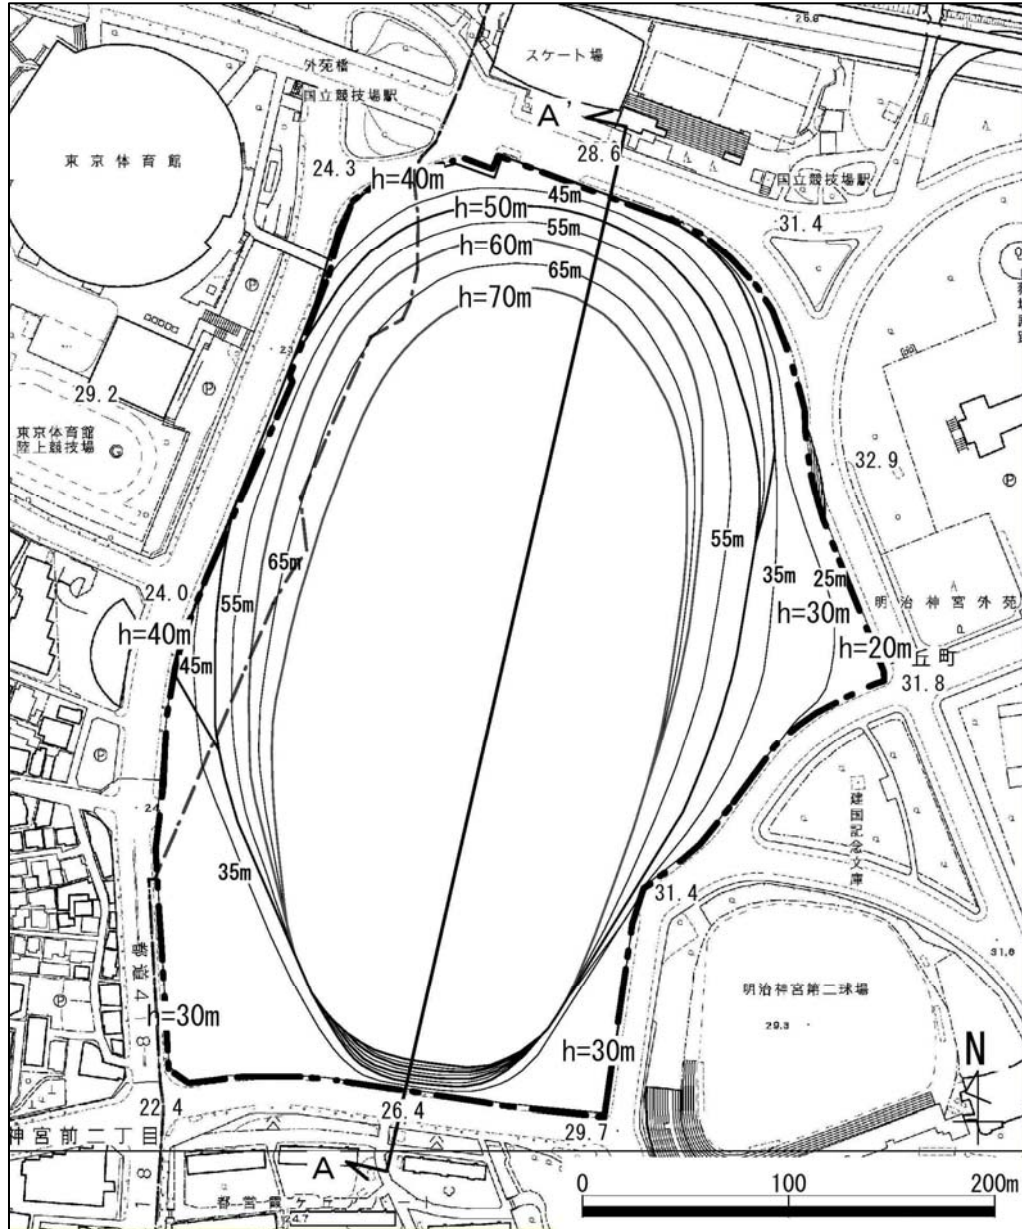 26.8
スケート場
外苑橋
国立競技場駅
A'
東京体育館
24.3
28.6
国立競技場駅
h=40m
45m
h=50m
31.4
55m
h=60m
65m
h=70m
P
29.2
P
東京体育館
陸上競技場
G
32.9
P
55m
65m
35m
25m
24.0
55m
h=30m
明治神宮外苑
h=40m
h=20m
丘町
45m
31.8
P
35m
建国記念文庫
31.4
31.6
明治神宮第二球場
P
29.3
h=30m
h=30m
N
22.4
26.4
29.7
神宮前二丁目
A
0 100 200m
都営霞ヶ丘アパート
24.7